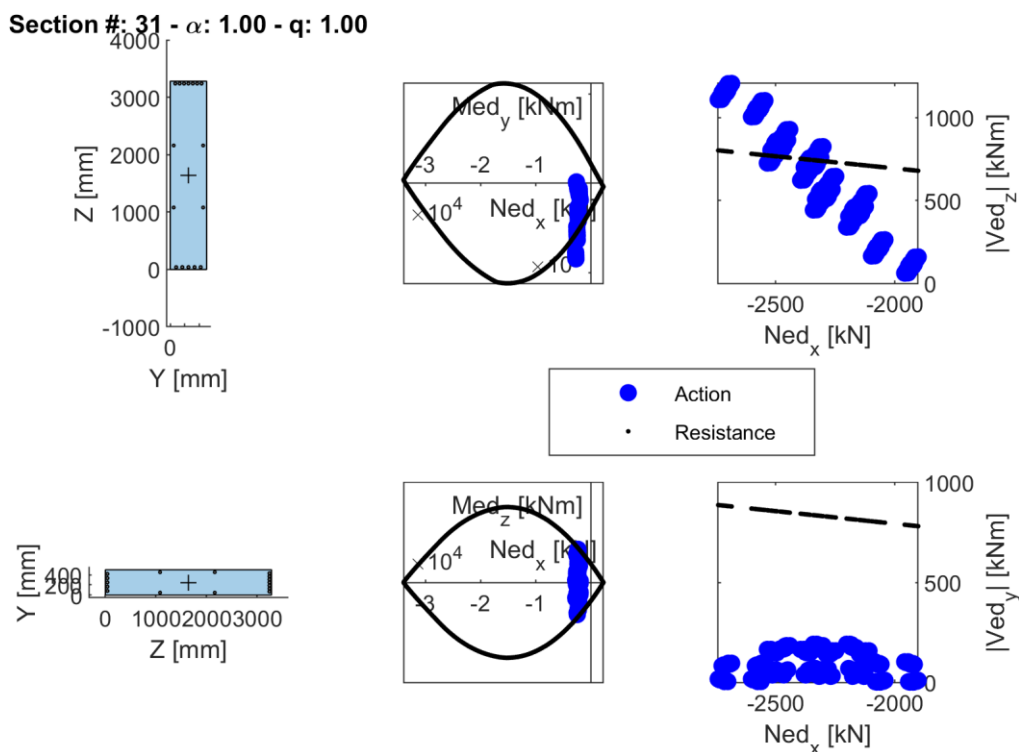 Section #: 31 - α: 1.00 - q: 1.00
4000
3000
2000
1000
0
-1000
Z [mm]
0
Y [mm]
Med_y [kNm]
-3 -2 -1
Ned_x [kN]
×10^4
×10
1000
500
0
|Ved_z| [kNm]
-2500 -2000
Ned_x [kN]
Action
Resistance
400
200
0
Y [mm]
0 1000 2000 3000
Z [mm]
Med_z [kNm]
Ned_x [kN]
×10^4
-3 -2 -1
1000
500
0
|Ved_y| [kNm]
-2500 -2000
Ned_x [kN]